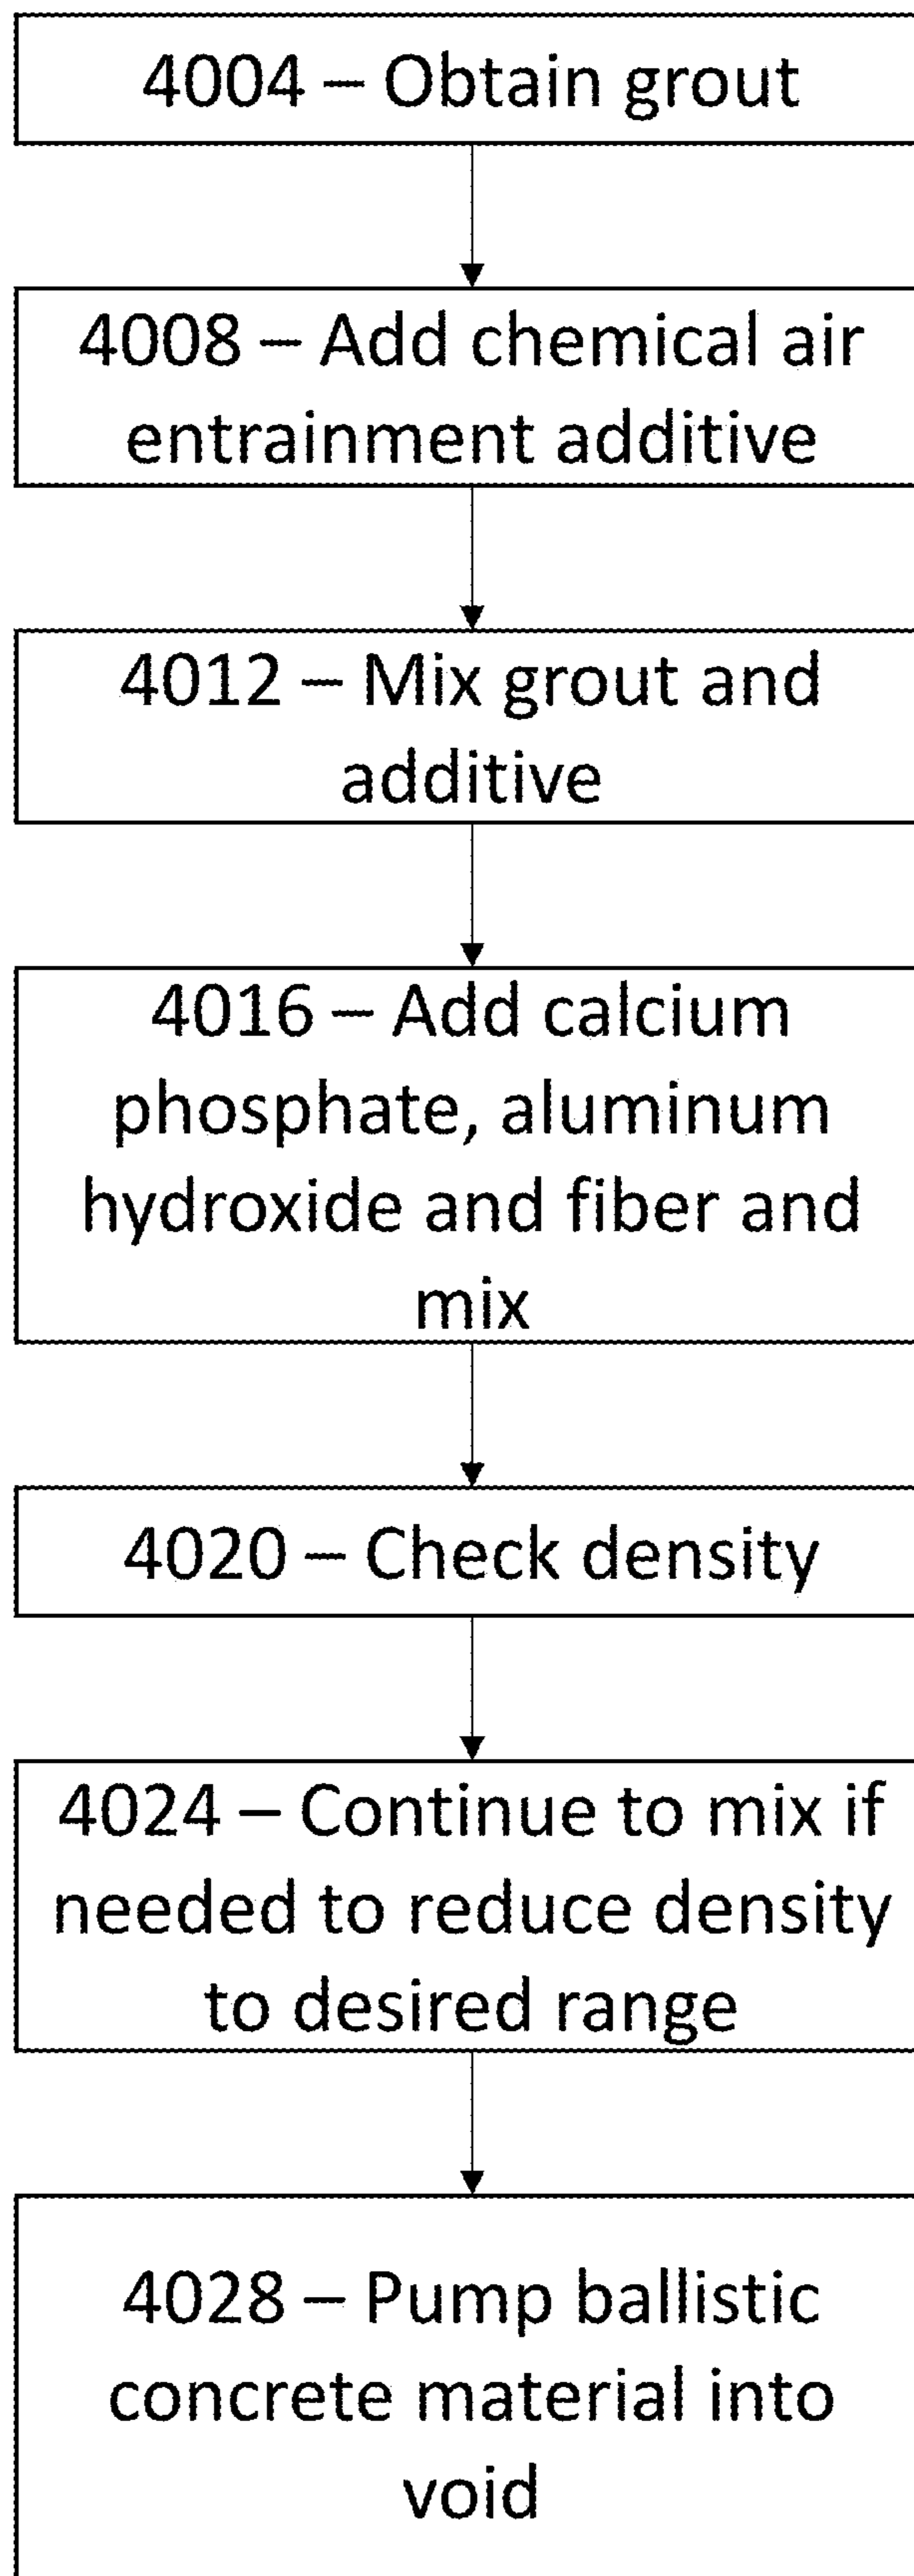 4004 – Obtain grout
4008 – Add chemical air
entrainment additive
4012 – Mix grout and
additive
4016 – Add calcium
phosphate, aluminum
hydroxide and fiber and
mix
4020 – Check density
4024 – Continue to mix if
needed to reduce density
to desired range
4028 – Pump ballistic
concrete material into
void